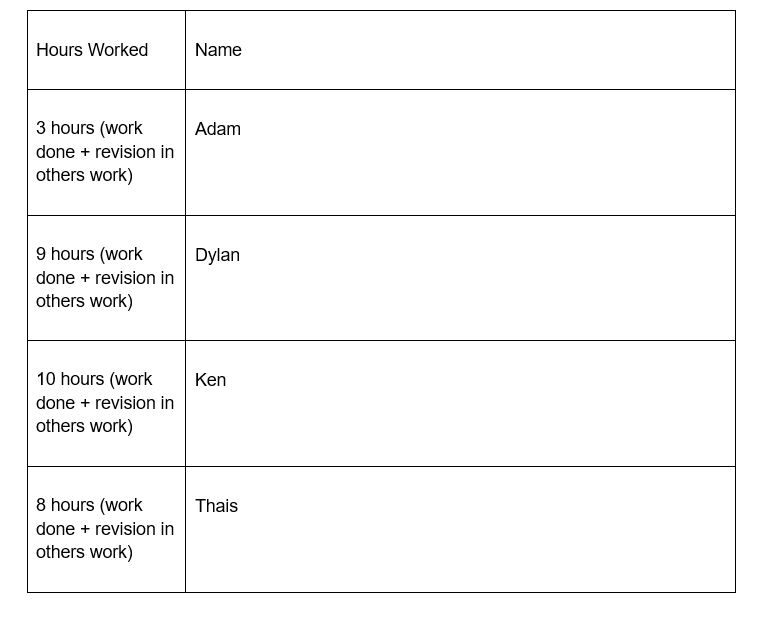 Hours Worked
Name
3 hours (work
done + revision in
others work)
Adam
9 hours (work
done + revision in
others work)
Dylan
10 hours (work
done + revision in
others work)
Ken
8 hours (work
done + revision in
others work)
Thais